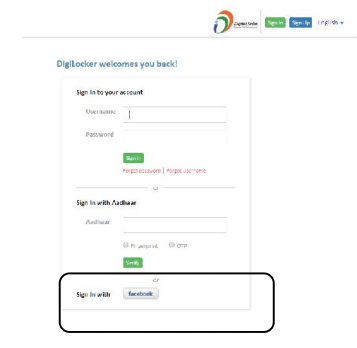 Digital India
Sign In
Sign Up
English
DigiLocker welcomes you back!
Sign In to your account
Username
Password
Sign In
Forgot password | Forgot Username
or
Sign In with Aadhaar
Aadhaar
Fingerprint
OTP
Verify
or
Sign In with
facebook